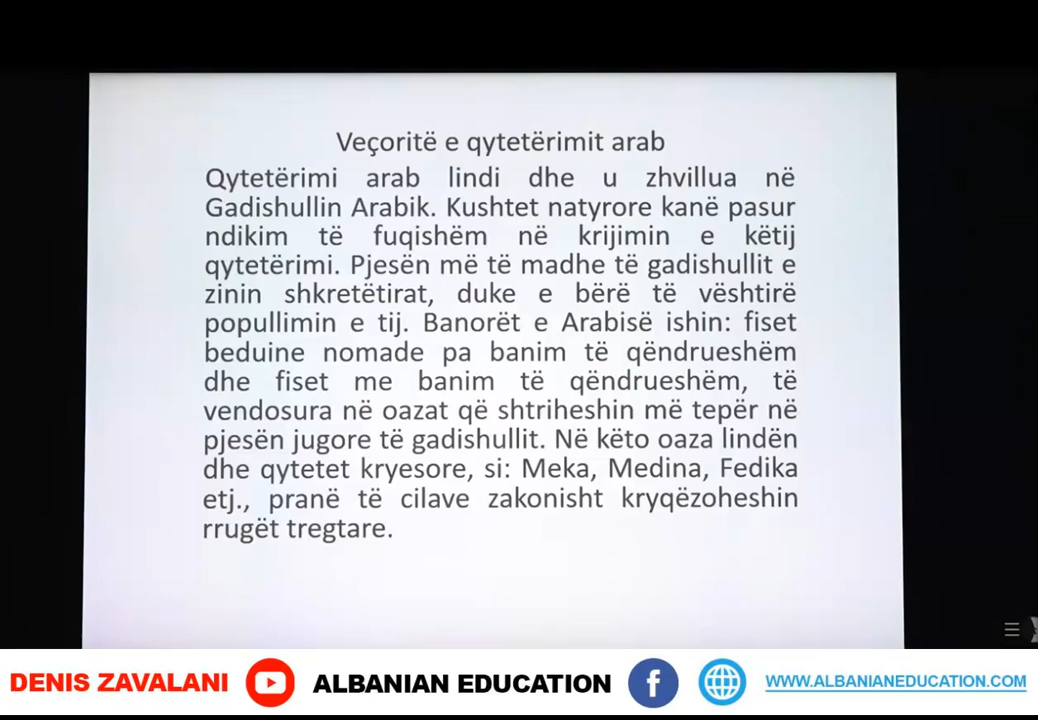 Veçoritë e qytetërimit arab
Qytetërimi arab lindi dhe u zhvillua në
Gadishullin Arabik. Kushtet natyrore kanë pasur
ndikim të fuqishëm në krijimin e këtij
qytetërimi. Pjesën më të madhe të gadishullit e
zinin shkretëtirat, duke e bërë të vështirë
popullimin e tij. Banorët e Arabisë ishin: fiset
beduine nomade pa banim të qëndrueshëm
dhe fiset me banim të qëndrueshëm, të
vendosura në oazat që shtriheshin më tepër në
pjesën jugore të gadishullit. Në këto oaza lindën
dhe qytetet kryesore, si: Meka, Medina, Fedika
etj., pranë të cilave zakonisht kryqëzoheshin
rrugët tregtare.
DENIS ZAVALANI ALBANIAN EDUCATION WWW.ALBANIANEDUCATION.COM